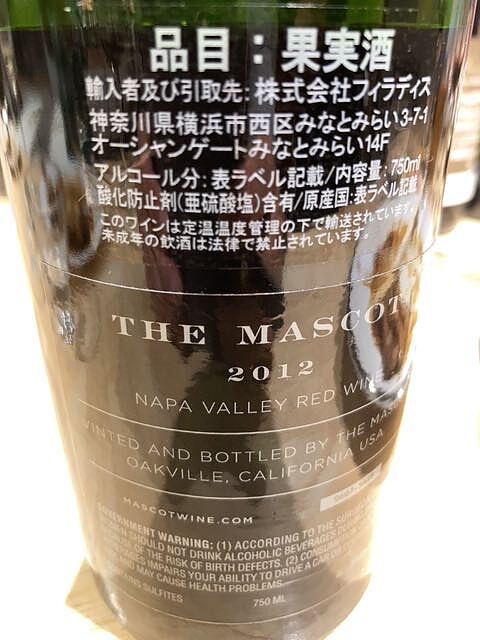 品目：果実酒
輸入者及び引取先：株式会社フィラディス
神奈川県横浜市西区みなとみらい3-7-1
オーシャンゲートみなとみらい14F
アルコール分：表ラベル記載/内容量：750ml
酸化防止剤(亜硫酸塩)含有/原産国：表ラベル記載
このワインは定温温度管理の下で輸送されています。
未成年の飲酒は法律で禁止されています。
THE MASCOT
2012
NAPA VALLEY RED WINE
VINTED AND BOTTLED BY THE MASC
OAKVILLE, CALIFORNIA USA
MASCOTWINE.COM
GOVERNMENT WARNING: (1) ACCORDING TO THE SURGE
SHOULD NOT DRINK ALCOHOLIC BEVERAGES DU
OF THE RISK OF BIRTH DEFECTS. (2) CONSUMPTION
IMPAIRS YOUR ABILITY TO DRIVE A CAR O
AND MAY CAUSE HEALTH PROBLEMS
SULFITES
750 ML